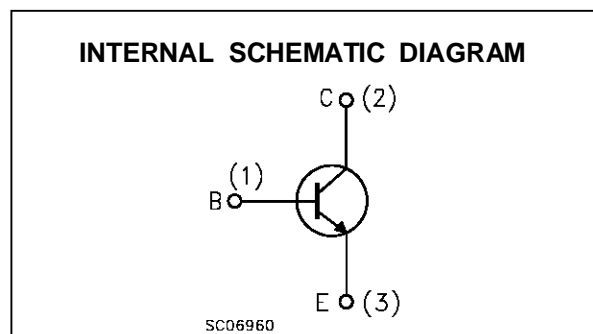 INTERNAL SCHEMATIC DIAGRAM
C (2)
(1)
B
E (3)
SC06960